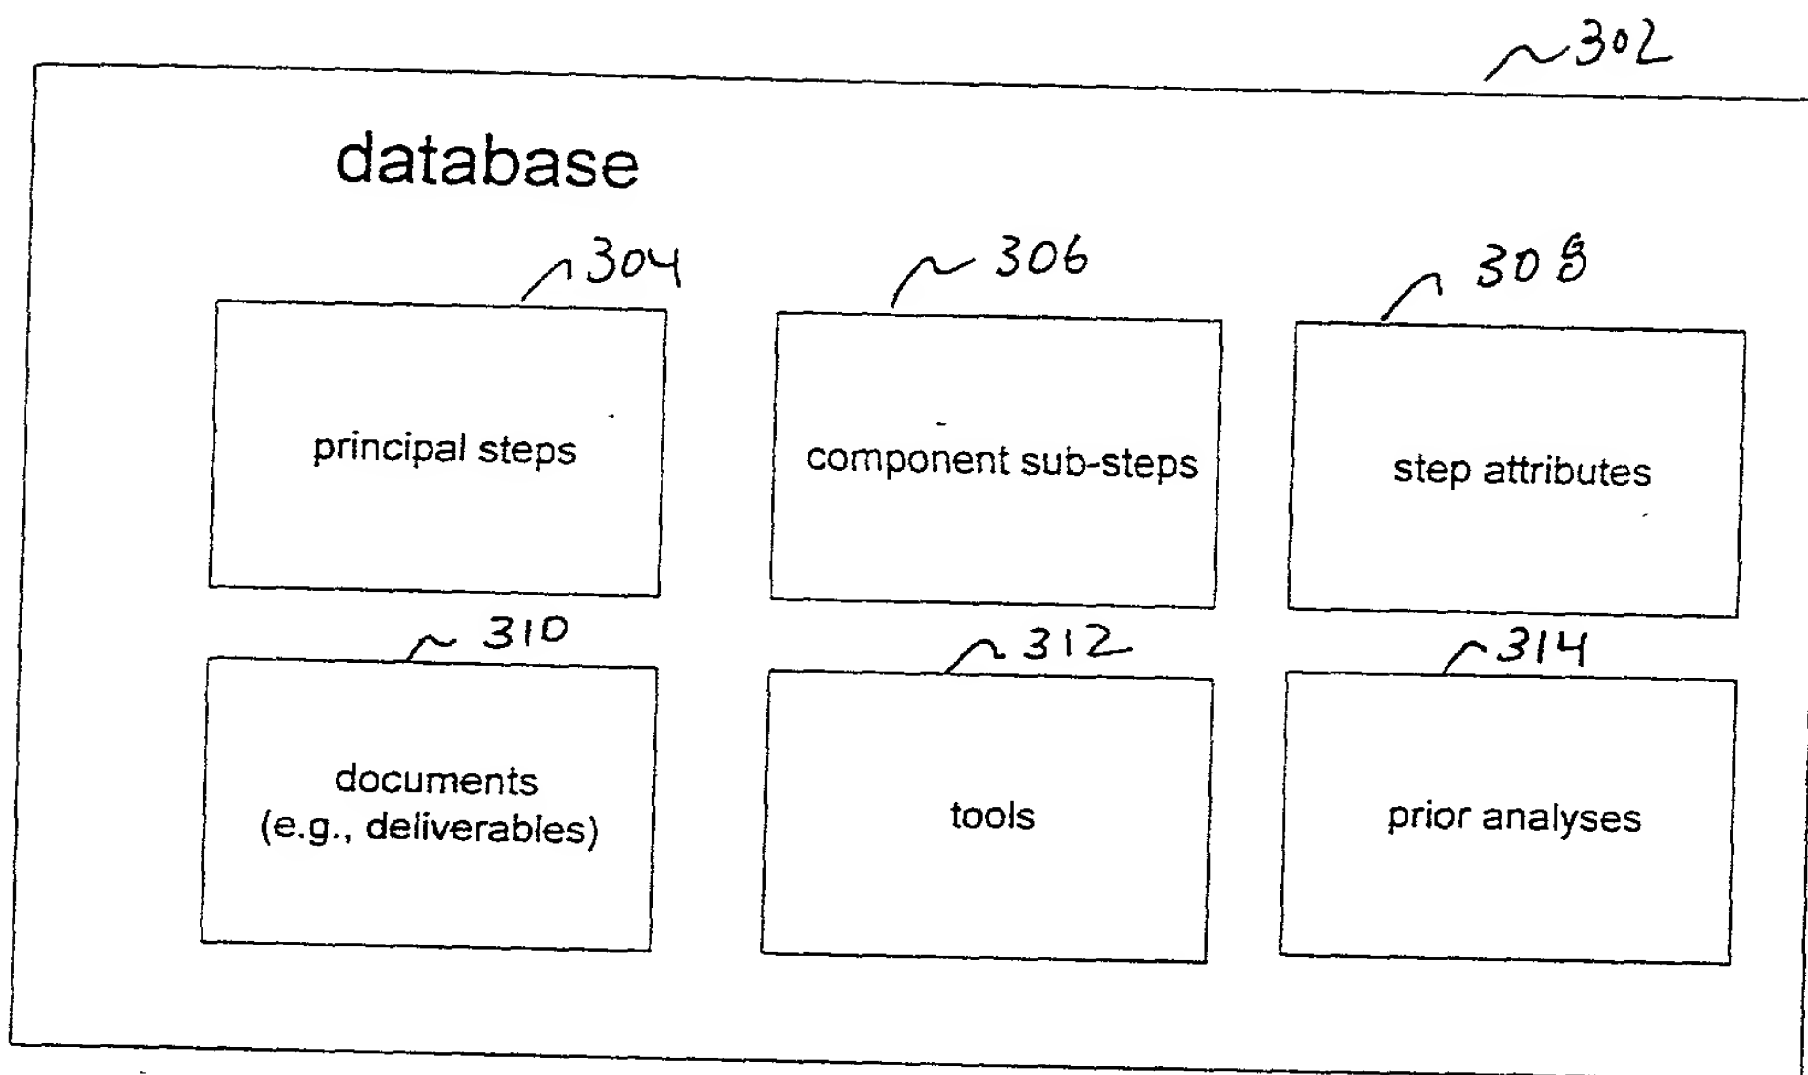 302
database
304
306
308
principal steps
component sub-steps
step attributes
310
312
314
documents
(e.g., deliverables)
tools
prior analyses